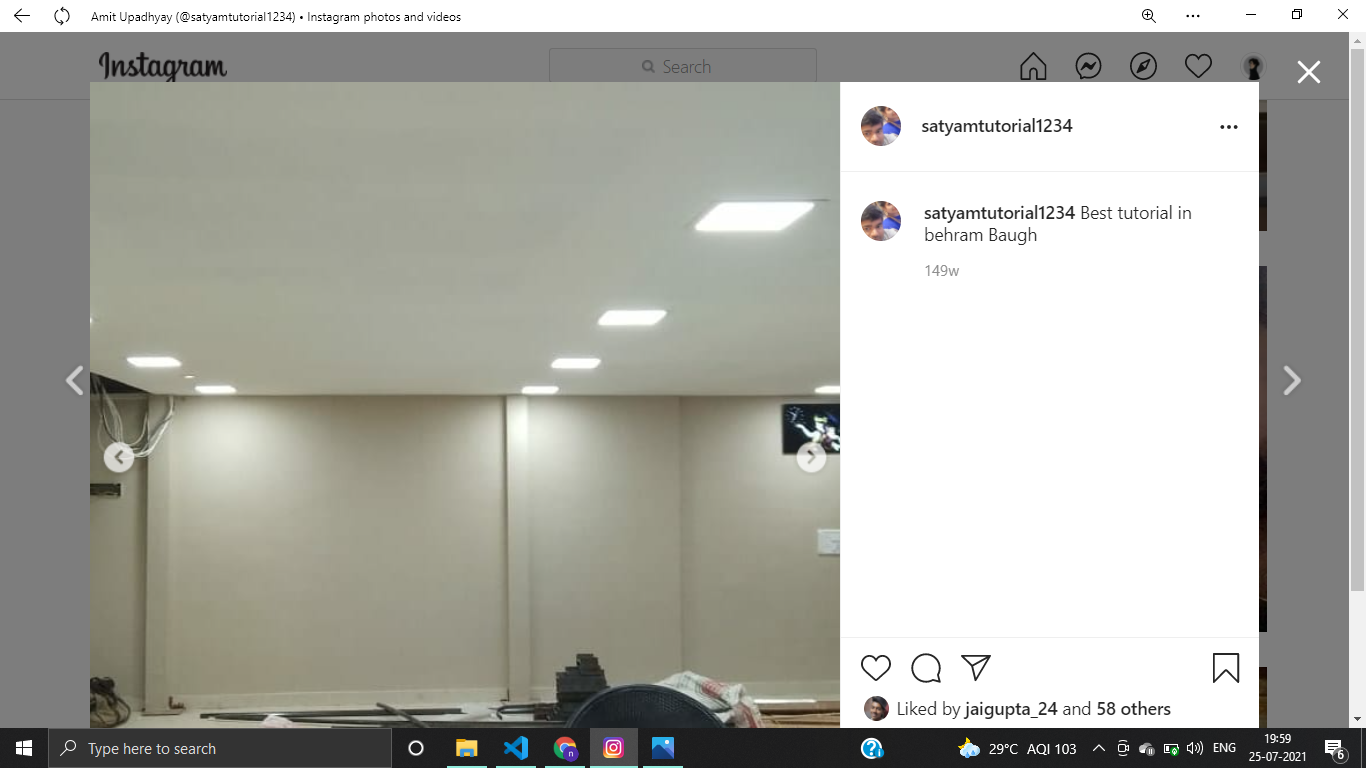 Amit Upadhyay (@satyamtutorial1234) • Instagram photos and videos
Instagram
Search
satyamtutorial1234
satyamtutorial1234 Best tutorial in
behram Baugh
149w
Liked by jaigupta_24 and 58 others
Type here to search
29°C AQI 103
ENG
19:59
25-07-2021
6